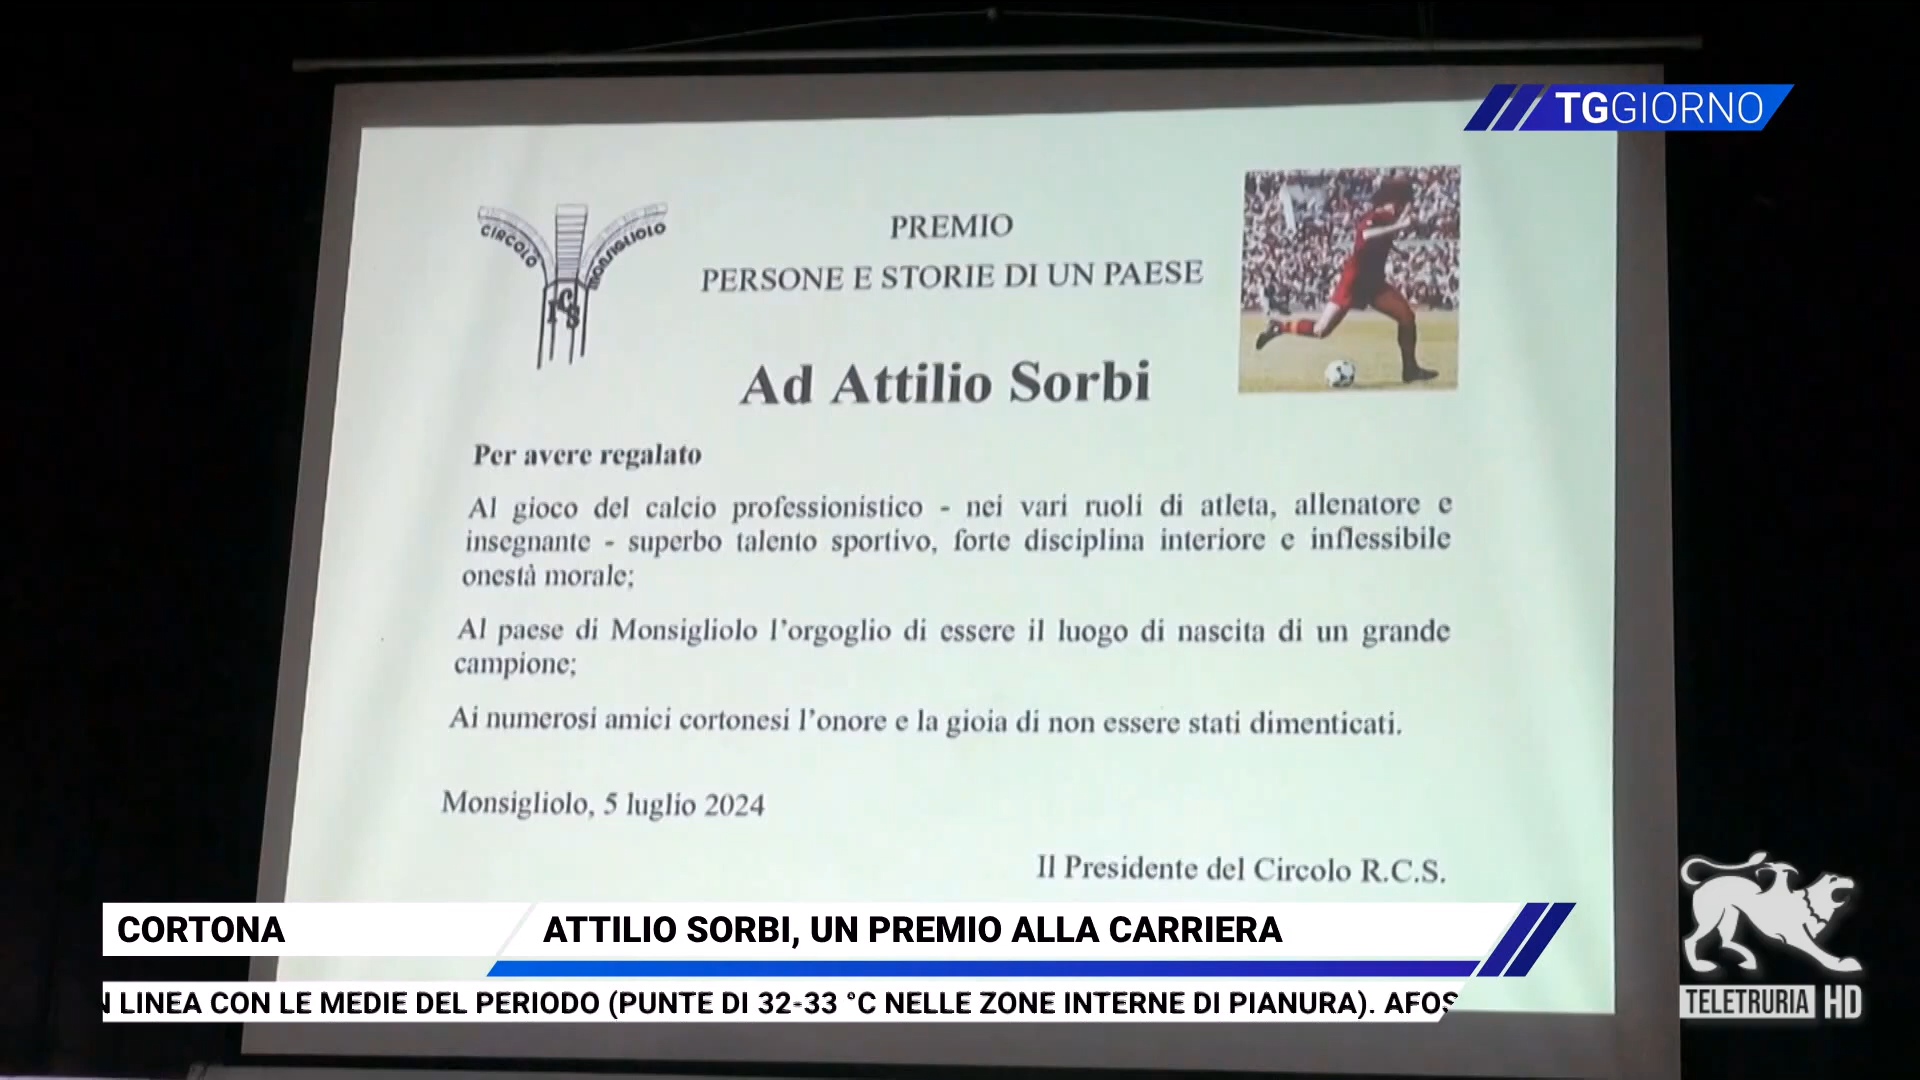 TGGIORNO
CIRCOLO MONSIGLIOLO
RCS
PREMIO
PERSONE E STORIE DI UN PAESE
Ad Attilio Sorbi
Per avere regalato
Al gioco del calcio professionistico - nei vari ruoli di atleta, allenatore e
insegnante - superbo talento sportivo, forte disciplina interiore e inflessibile
onestà morale;
Al paese di Monsigliolo l'orgoglio di essere il luogo di nascita di un grande
campione;
Ai numerosi amici cortonesi l'onore e la gioia di non essere stati dimenticati.
Monsigliolo, 5 luglio 2024
Il Presidente del Circolo R.C.S.
CORTONA
ATTILIO SORBI, UN PREMIO ALLA CARRIERA
N LINEA CON LE MEDIE DEL PERIODO (PUNTE DI 32-33 °C NELLE ZONE INTERNE DI PIANURA). AFOS
TELETRURIA HD